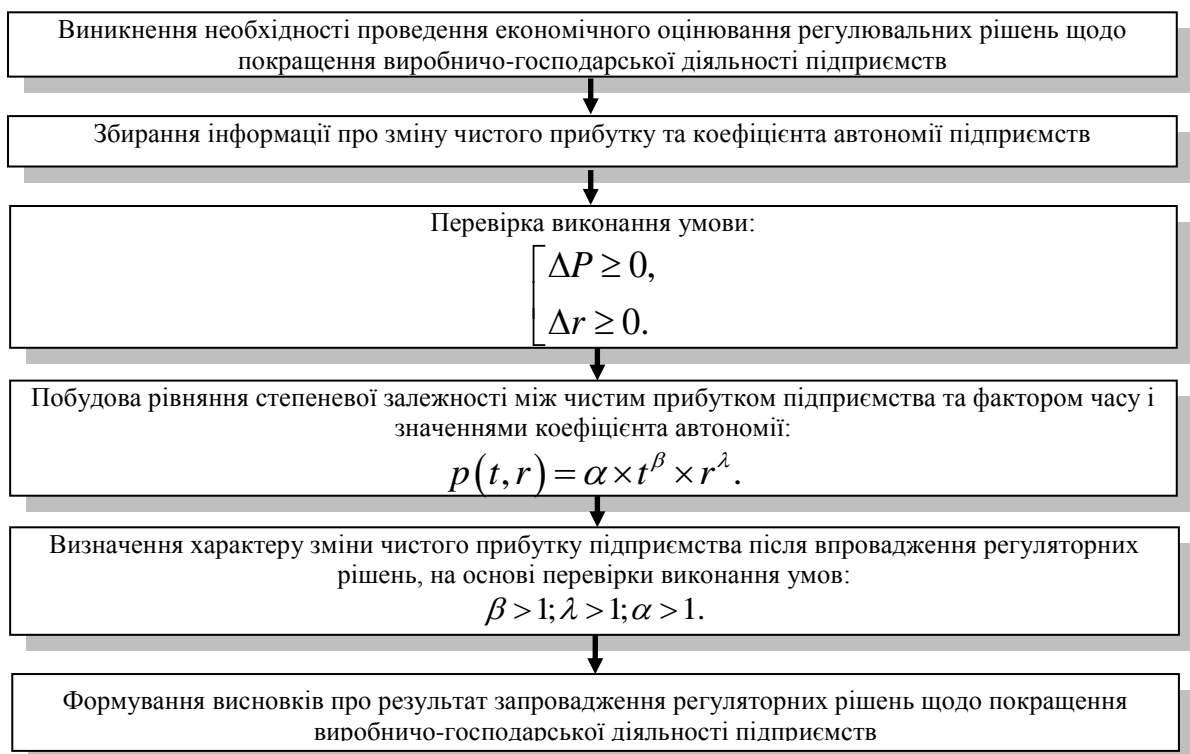 Виникнення необхідності проведення економічного оцінювання регулювальних рішень щодо
покращення виробничо-господарської діяльності підприємств
Збирання інформації про зміну чистого прибутку та коефіцієнта автономії підприємств
Перевірка виконання умови:
ΔP ≥ 0,
Δr ≥ 0.
Побудова рівняння степеневої залежності між чистим прибутком підприємства та фактором часу і
значеннями коефіцієнта автономії:
p(t, r) = α × t^β × r^λ.
Визначення характеру зміни чистого прибутку підприємства після впровадження регуляторних
рішень, на основі перевірки виконання умов:
β > 1; λ > 1; α > 1.
Формування висновків про результат запровадження регуляторних рішень щодо покращення
виробничо-господарської діяльності підприємств